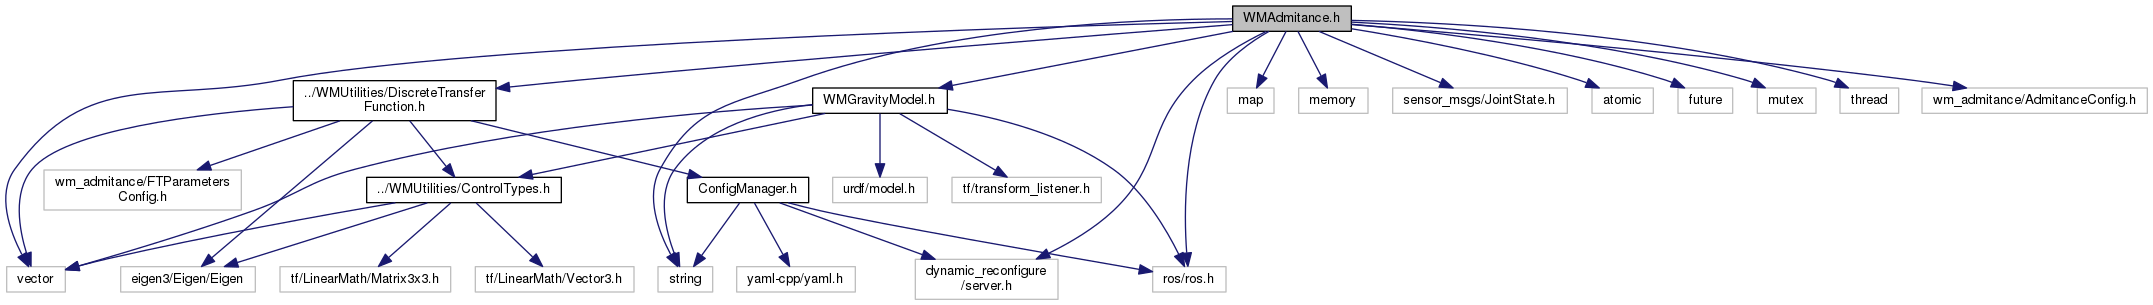 WMAdmitance.h
../WMUtilities/DiscreteTransfer
Function.h
WMGravityModel.h
map
memory
sensor_msgs/JointState.h
atomic
future
mutex
thread
wm_admitance/AdmitanceConfig.h
wm_admitance/FTParameters
Config.h
../WMUtilities/ControlTypes.h
ConfigManager.h
urdf/model.h
tf/transform_listener.h
vector
eigen3/Eigen/Eigen
tf/LinearMath/Matrix3x3.h
tf/LinearMath/Vector3.h
string
yaml-cpp/yaml.h
dynamic_reconfigure
/server.h
ros/ros.h